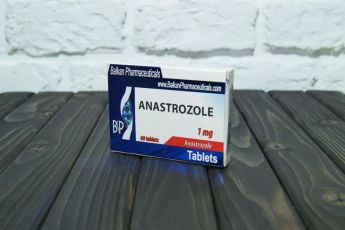 Balkan Pharmaceuticals
www.BalkanPharmaceuticals.com
ANASTROZOLE
1 mg
BP
60 tablets
Anastrozole
Tablets